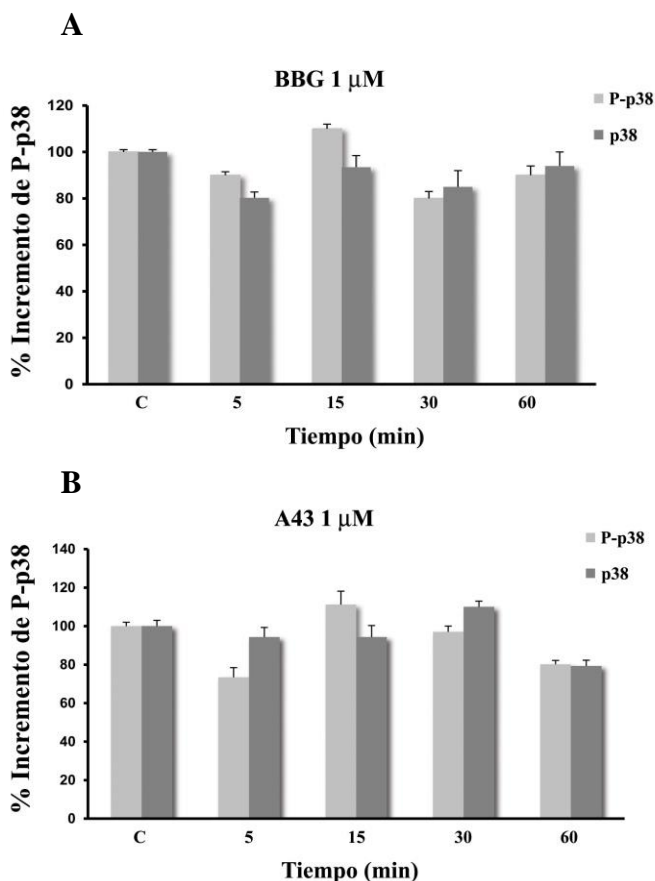 A
BBG 1 μM
P-p38
p38
% Incremento de P-p38
120
100
80
60
40
20
0
C 5 15 30 60
Tiempo (min)
B
A43 1 μM
P-p38
p38
% Incremento de P-p38
140
120
100
80
60
40
20
0
C 5 15 30 60
Tiempo (min)